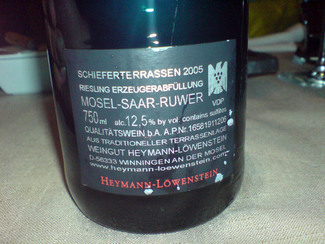 SCHIEFERTERRASSEN 2005
RIESLING ERZEUGERABFÜLLUNG
MOSEL-SAAR-RUWER
VDP
750 ml alc.12,5% by vol. contains sulfites
QUALITÄTSWEIN b.A. A.P.NR:16561911206
AUS TRADITIONELLER TERRASSENLAGE
WEINGUT HEYMANN-LÖWENSTEIN
D-56333 WINNINGEN AN DER MOSEL
www.heymann-loewenstein.com
HEYMANN-LÖWENSTEIN